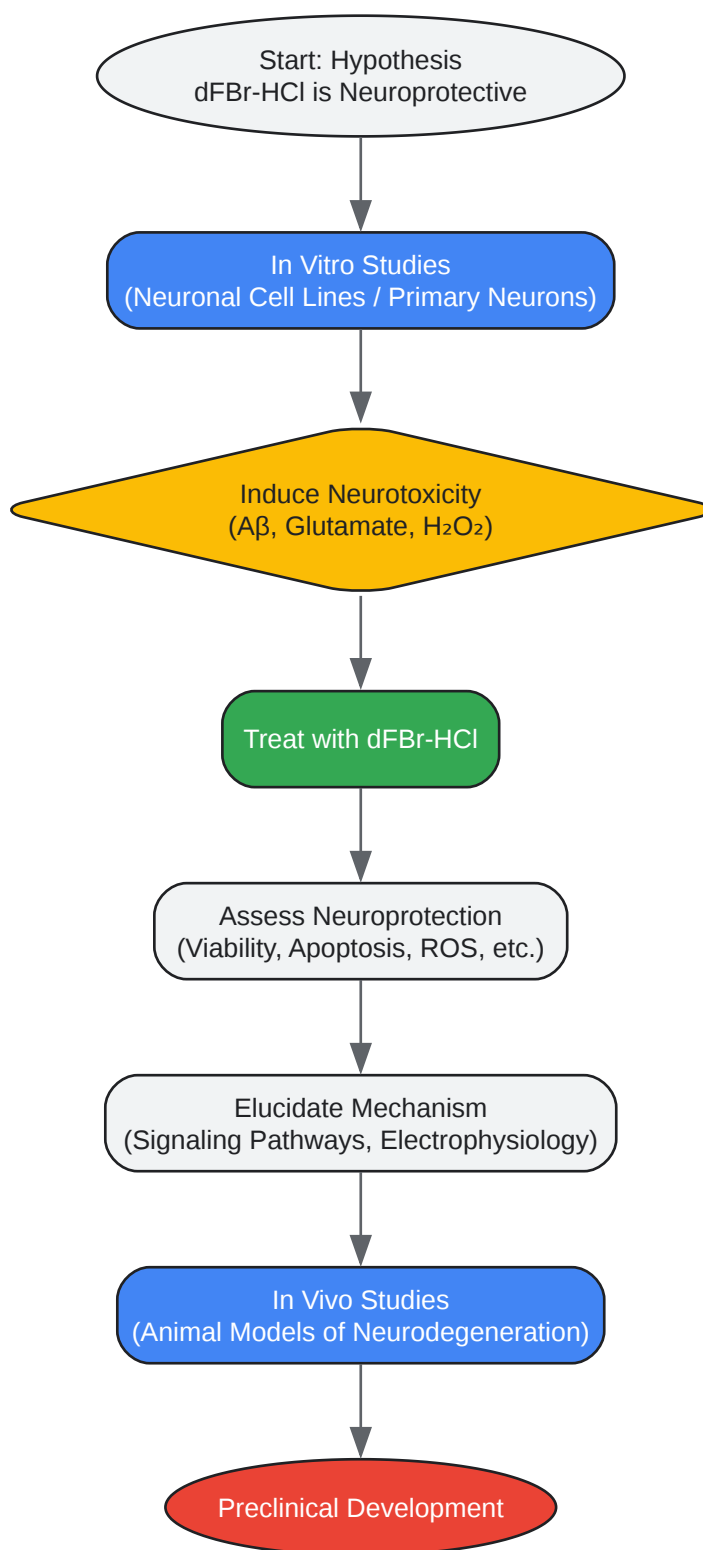 Start: Hypothesis
dFBr-HCl is Neuroprotective
In Vitro Studies
(Neuronal Cell Lines / Primary Neurons)
Induce Neurotoxicity
(Aβ, Glutamate, H₂O₂)
Treat with dFBr-HCl
Assess Neuroprotection
(Viability, Apoptosis, ROS, etc.)
Elucidate Mechanism
(Signaling Pathways, Electrophysiology)
In Vivo Studies
(Animal Models of Neurodegeneration)
Preclinical Development